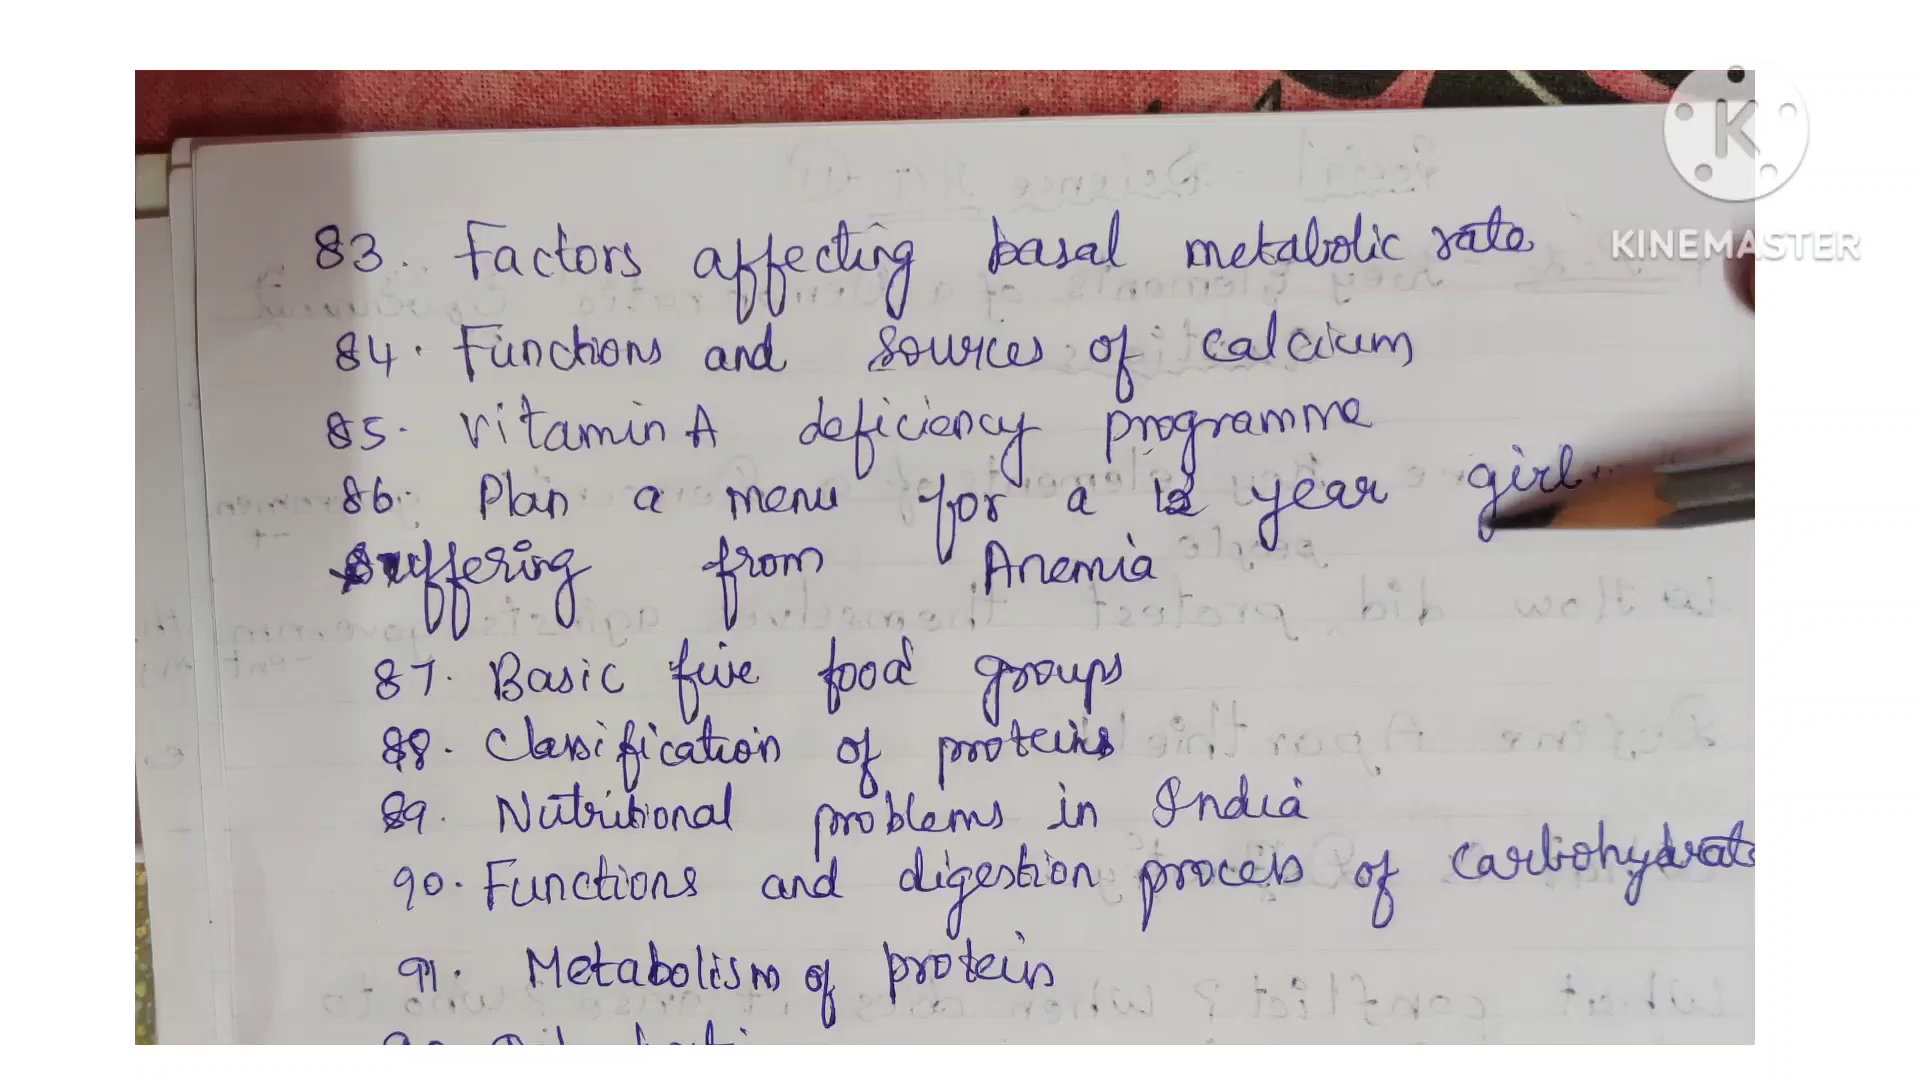 83. Factors affecting basal metabolic rate
84. Functions and sources of calcium
85. Vitamin A deficiency programme
86. Plan a menu for a 12 year girl
suffering from Anemia
87. Basic five food groups
88. Classification of proteins
89. Nutritional problems in India
90. Functions and digestion process of carbohydrate
91. Metabolism of protein
K
KINEMASTER